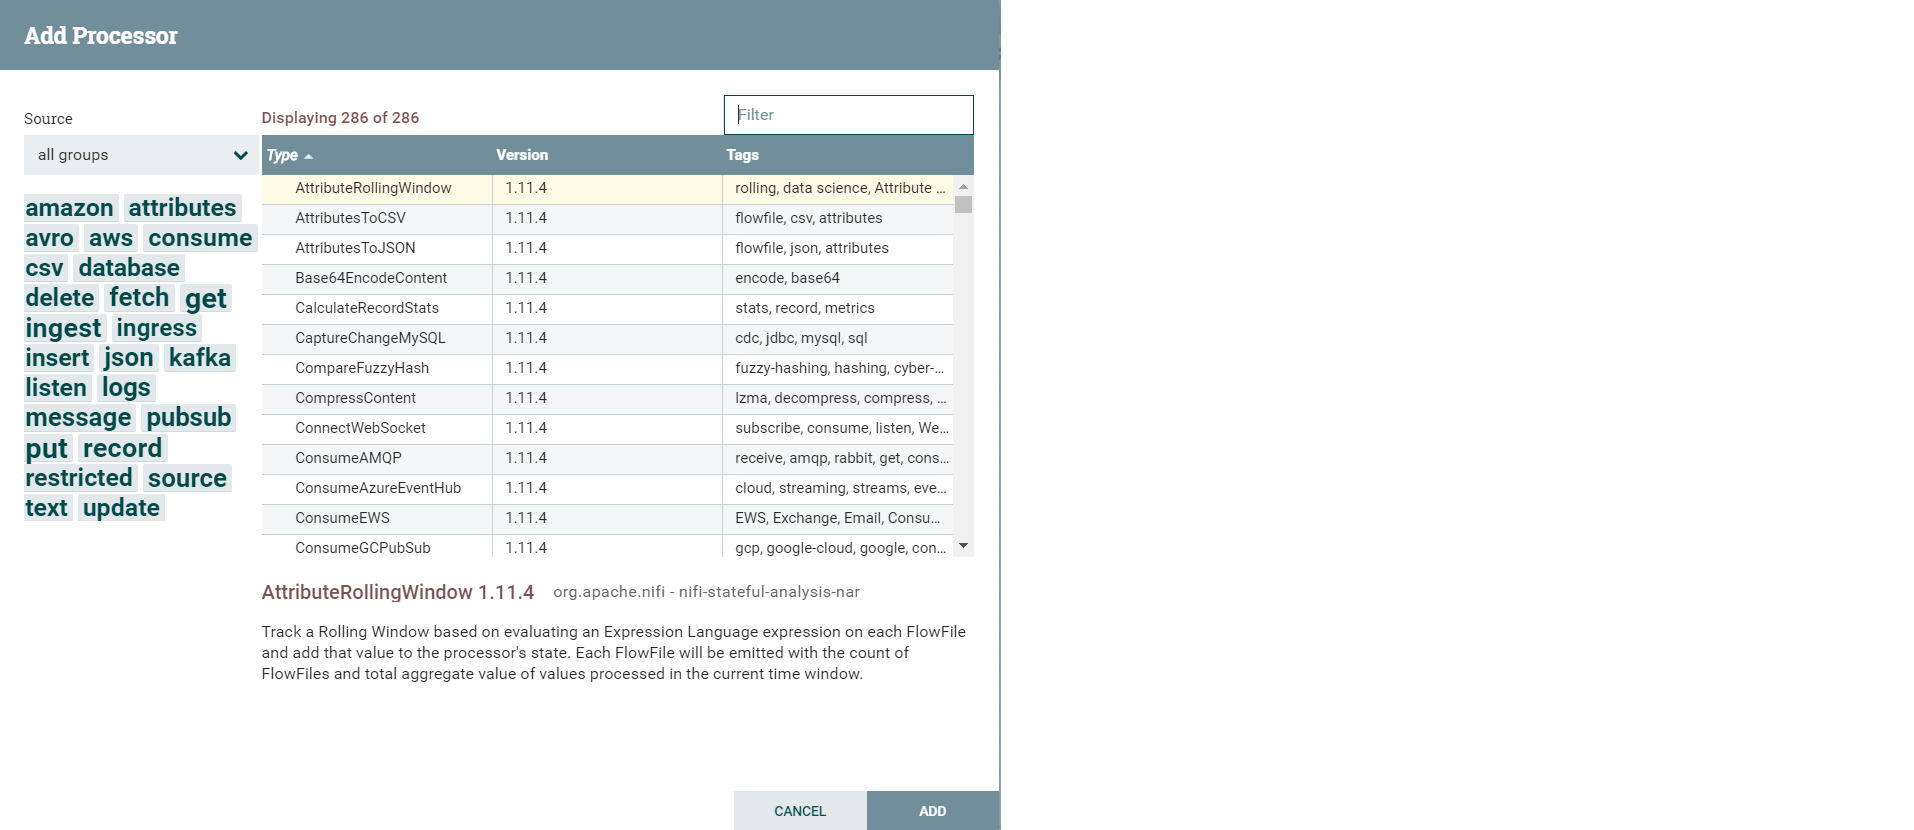 Add Processor
Source
Displaying 286 of 286
Filter
all groups
Type Version Tags
amazon attributes
avro aws consume
csv database
delete fetch get
ingest ingress
insert json kafka
listen logs
message pubsub
put record
restricted source
text update
AttributeRollingWindow 1.11.4 rolling, data science, Attribute ...
AttributesToCSV 1.11.4 flowfile, csv, attributes
AttributesToJSON 1.11.4 flowfile, json, attributes
Base64EncodeContent 1.11.4 encode, base64
CalculateRecordStats 1.11.4 stats, record, metrics
CaptureChangeMySQL 1.11.4 cdc, jdbc, mysql, sql
CompareFuzzyHash 1.11.4 fuzzy-hashing, hashing, cyber-...
CompressContent 1.11.4 lzma, decompress, compress, ...
ConnectWebSocket 1.11.4 subscribe, consume, listen, We...
ConsumeAMQP 1.11.4 receive, amqp, rabbit, get, cons...
ConsumeAzureEventHub 1.11.4 cloud, streaming, streams, eve...
ConsumeEWS 1.11.4 EWS, Exchange, Email, Consu...
ConsumeGCPubSub 1.11.4 gcp, google-cloud, google, con...
AttributeRollingWindow 1.11.4 org.apache.nifi - nifi-stateful-analysis-nar
Track a Rolling Window based on evaluating an Expression Language expression on each FlowFile
and add that value to the processor's state. Each FlowFile will be emitted with the count of
FlowFiles and total aggregate value of values processed in the current time window.
CANCEL ADD